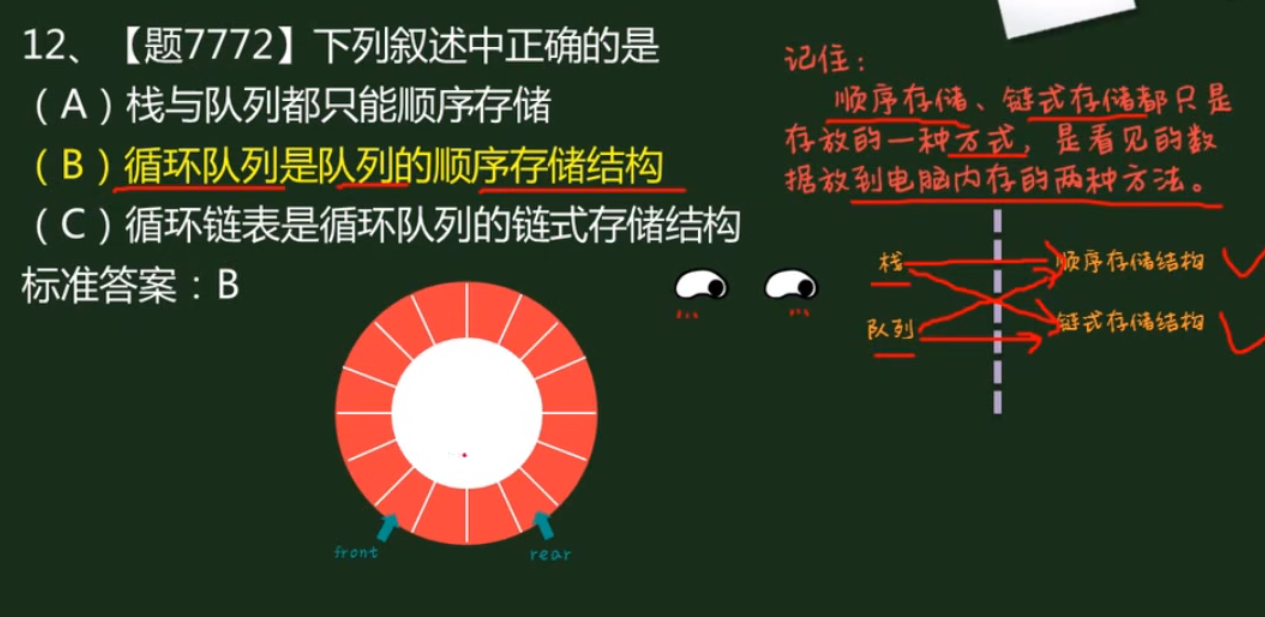 12、【题7772】下列叙述中正确的是
（A）栈与队列都只能顺序存储
（B）循环队列是队列的顺序存储结构
（C）循环链表是循环队列的链式存储结构
标准答案：B
记住：
顺序存储、链式存储都只是
存放的一种方式，是看见的数
据放到电脑内存的两种方法。
栈
顺序存储结构
队列
链式存储结构
front
rear